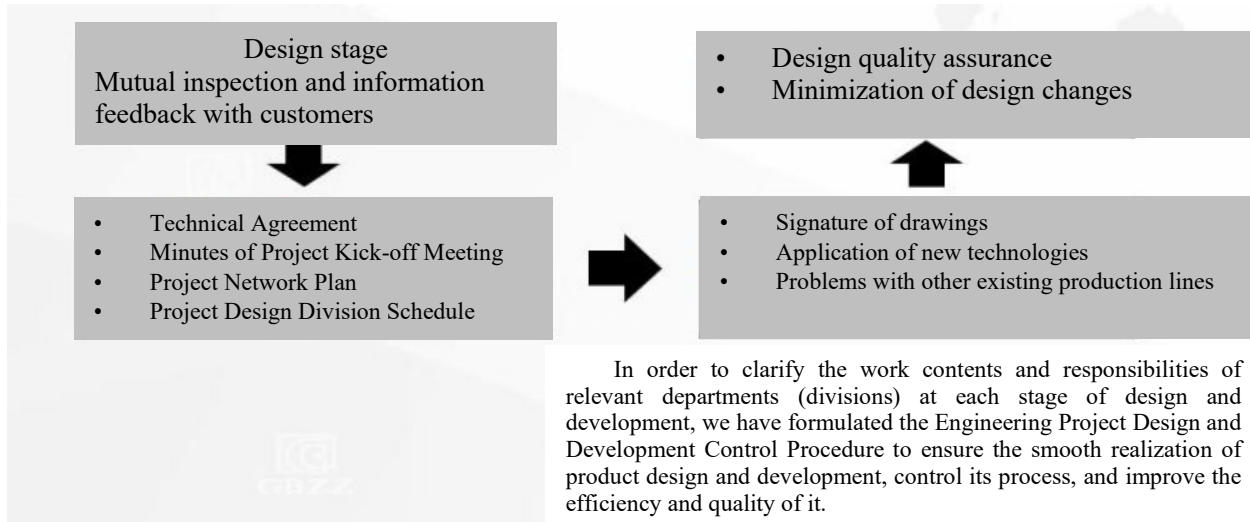 Design stage
Mutual inspection and information
feedback with customers
• Technical Agreement
• Minutes of Project Kick-off Meeting
• Project Network Plan
• Project Design Division Schedule
• Signature of drawings
• Application of new technologies
• Problems with other existing production lines
• Design quality assurance
• Minimization of design changes
In order to clarify the work contents and responsibilities of
relevant departments (divisions) at each stage of design and
development, we have formulated the Engineering Project Design and
Development Control Procedure to ensure the smooth realization of
product design and development, control its process, and improve the
efficiency and quality of it.
GBZZ